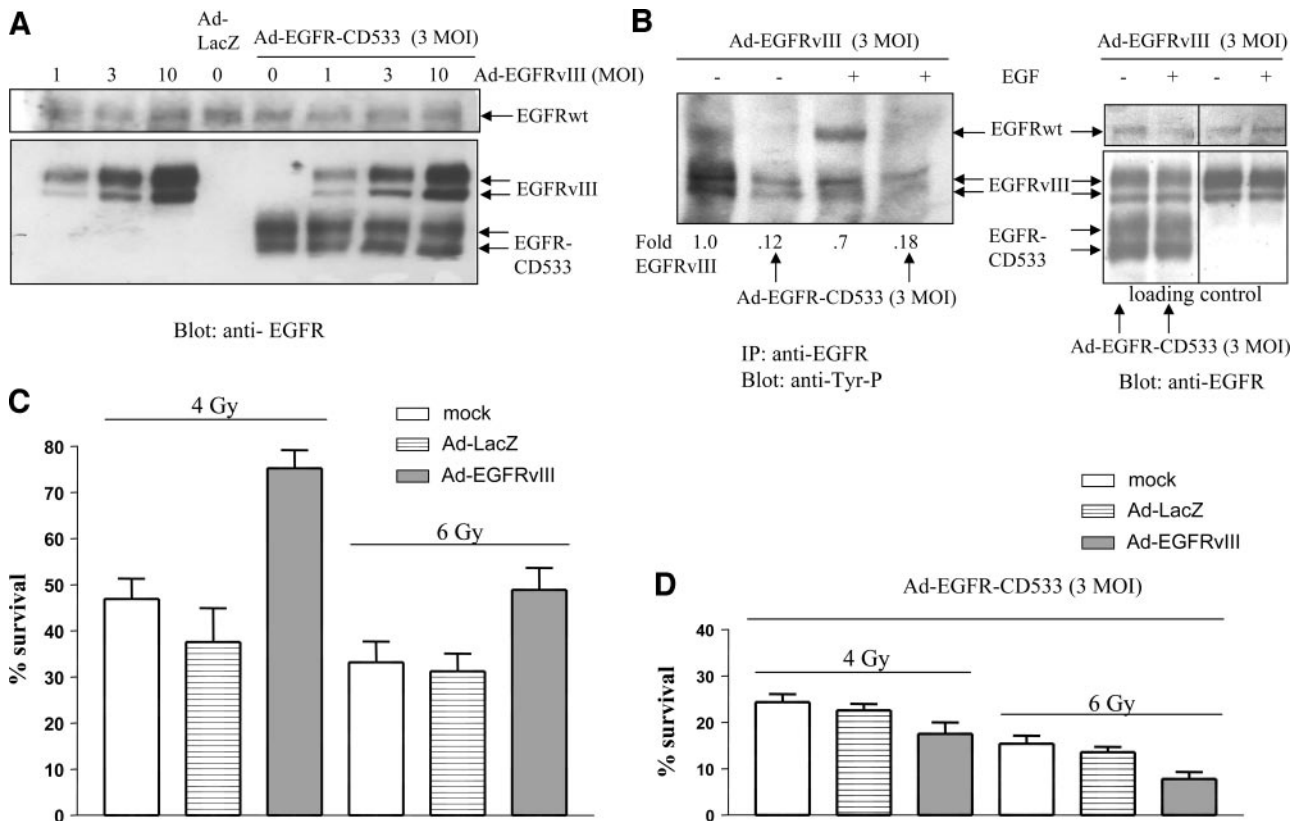 A
Ad-
LacZ
Ad-EGFR-CD533 (3 MOI)
1 3 10 0 0 1 3 10 Ad-EGFRvIII (MOI)
EGFRwt
EGFRvIII
EGFR-
CD533
Blot: anti- EGFR
B
Ad-EGFRvIII (3 MOI)
Ad-EGFRvIII (3 MOI)
- - + + EGF - + - +
EGFRwt
EGFRvIII
EGFR-
CD533
Fold
EGFRvIII
1.0 .12 .7 .18
Ad-EGFR-CD533 (3 MOI)
loading control
Ad-EGFR-CD533 (3 MOI)
IP: anti-EGFR
Blot: anti-Tyr-P
Blot: anti-EGFR
C
4 Gy
mock
Ad-LacZ
Ad-EGFRvIII
6 Gy
% survival
80
70
60
50
40
30
20
10
0
mock
Ad-LacZ
Ad-EGFRvIII
D
Ad-EGFR-CD533 (3 MOI)
4 Gy
6 Gy
% survival
40
30
20
10
0